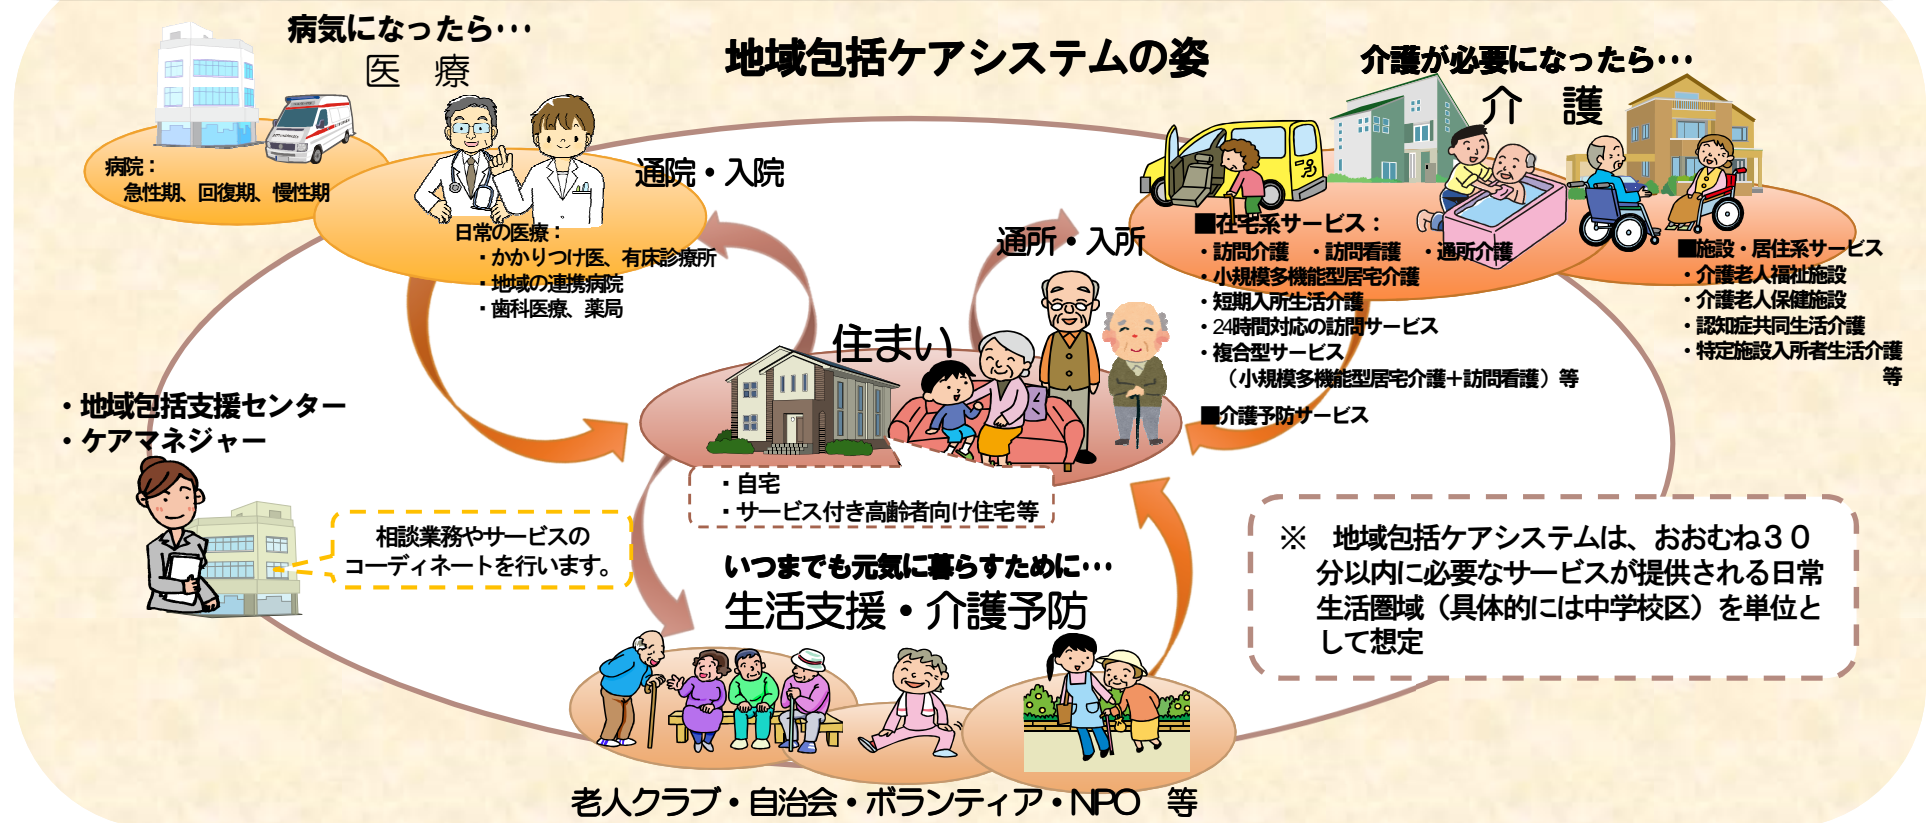 地域包括ケアシステムの姿
病気になったら･･･
医　療
病院：
急性期、回復期、慢性期
日常の医療：
・かかりつけ医、有床診療所
・地域の連携病院
・歯科医療、薬局
通院・入院
通所・入所
介護が必要になったら･･･
介　護
■在宅系サービス：
・訪問介護　・訪問看護　・通所介護
・小規模多機能型居宅介護
・短期入所生活介護
・24時間対応の訪問サービス
・複合型サービス
（小規模多機能型居宅介護＋訪問看護）等
■介護予防サービス
■施設・居住系サービス
・介護老人福祉施設
・介護老人保健施設
・認知症共同生活介護
・特定施設入所者生活介護
等
住まい
・自宅
・サービス付き高齢者向け住宅等
・地域包括支援センター
・ケアマネジャー
相談業務やサービスの
コーディネートを行います。
いつまでも元気に暮らすために･･･
生活支援・介護予防
老人クラブ・自治会・ボランティア・NPO　等
※　地域包括ケアシステムは、おおむね３０
分以内に必要なサービスが提供される日常
生活圏域（具体的には中学校区）を単位と
して想定